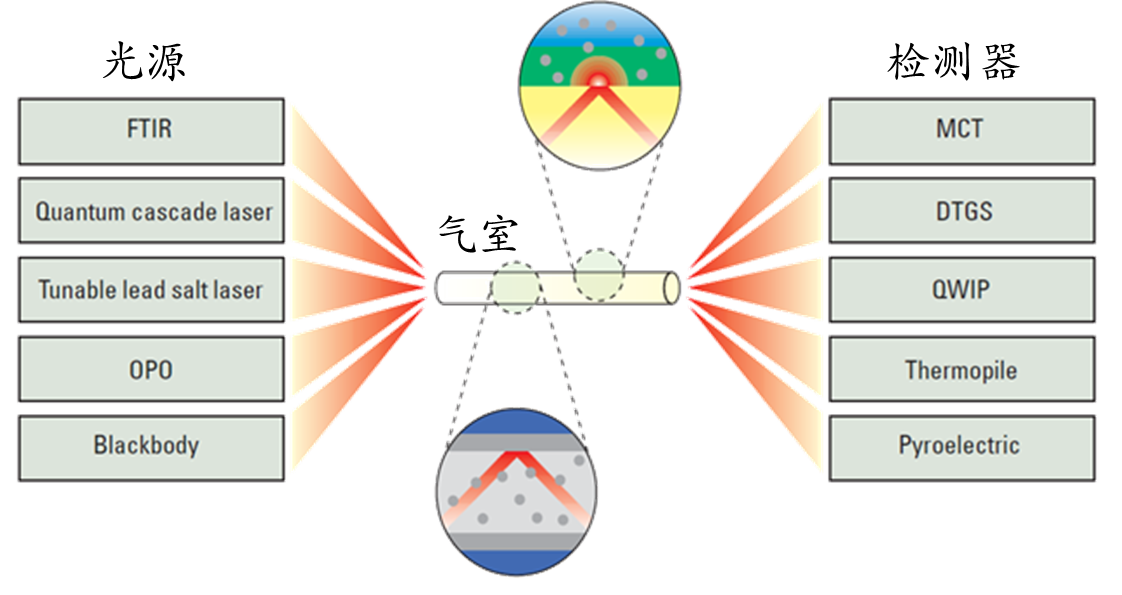 光源
FTIR
Quantum cascade laser
Tunable lead salt laser
OPO
Blackbody
气室
检测器
MCT
DTGS
QWIP
Thermopile
Pyroelectric